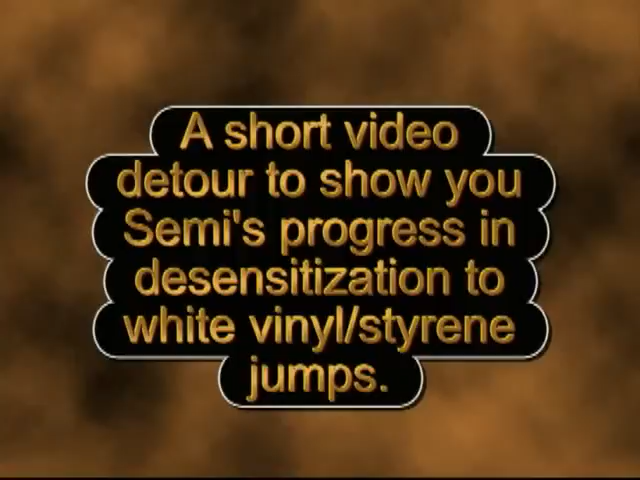 A short video
detour to show you
Semi's progress in
desensitization to
white vinyl/styrene
jumps.